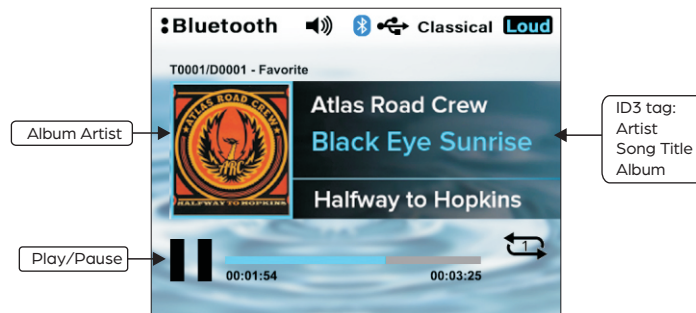 :Bluetooth Classical Loud
T0001/D0001 - Favorite
Album Artist
ATLAS ROAD CREW
ARC
HALFWAY TO HOPKINS
Atlas Road Crew
Black Eye Sunrise
Halfway to Hopkins
ID3 tag:
Artist
Song Title
Album
Play/Pause
00:01:54 00:03:25
1